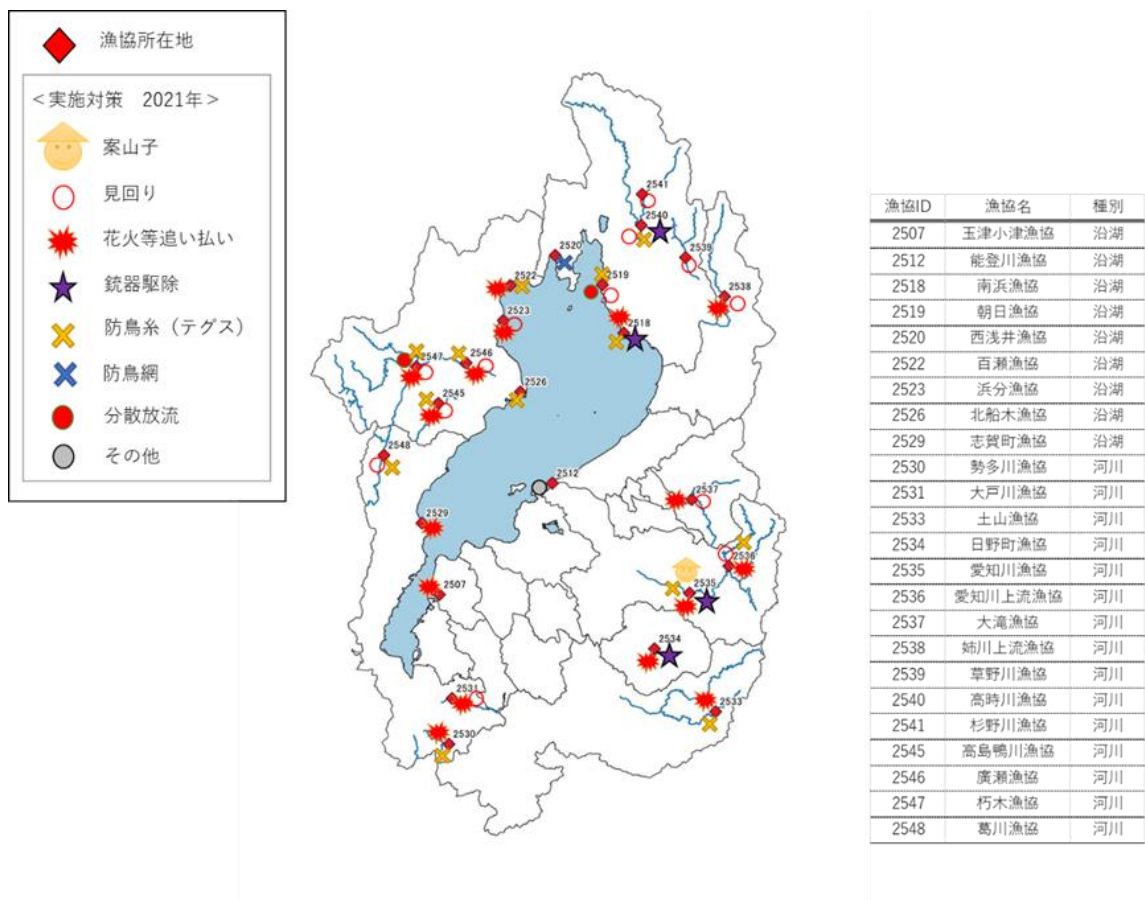 漁協所在地
＜実施対策　2021年＞
案山子
見回り
花火等追い払い
銃器駆除
防鳥糸（テグス）
防鳥網
分散放流
その他
2541
2540
2520
2539
2519
2522
2538
2523
2518
2547
2546
2526
2545
2548
2512
2537
2529
2536
2535
2507
2534
2531
2533
2530
漁協ID 漁協名 種別
2507 玉津小津漁協 沿湖
2512 能登川漁協 沿湖
2518 南浜漁協 沿湖
2519 朝日漁協 沿湖
2520 西浅井漁協 沿湖
2522 百瀬漁協 沿湖
2523 浜分漁協 沿湖
2526 北船木漁協 沿湖
2529 志賀町漁協 沿湖
2530 勢多川漁協 河川
2531 大戸川漁協 河川
2533 土山漁協 河川
2534 日野町漁協 河川
2535 愛知川漁協 河川
2536 愛知川上流漁協 河川
2537 大滝漁協 河川
2538 姉川上流漁協 河川
2539 草野川漁協 河川
2540 高時川漁協 河川
2541 杉野川漁協 河川
2545 高島鴨川漁協 河川
2546 廣瀬漁協 河川
2547 朽木漁協 河川
2548 葛川漁協 河川